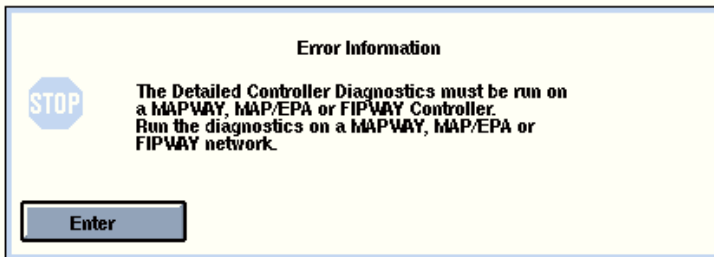 Error Information
STOP
The Detailed Controller Diagnostics must be run on
a MAPWAY, MAP/EPA or FIPWAY Controller.
Run the diagnostics on a MAPWAY, MAP/EPA or
FIPWAY network.
Enter